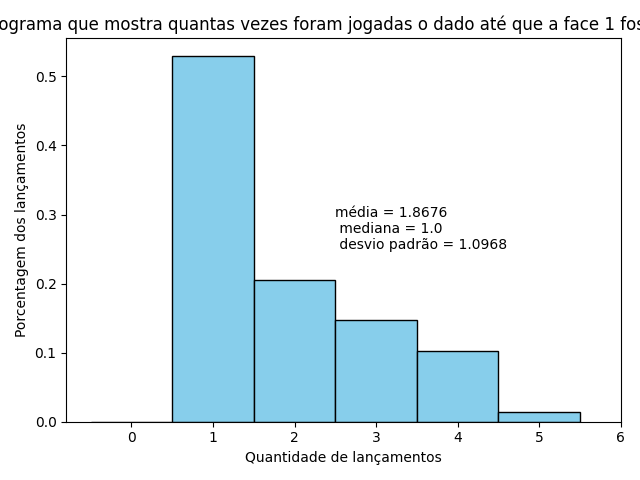 ograma que mostra quantas vezes foram jogadas o dado até que a face 1 fos
0.5
0.4
0.3
0.2
0.1
0.0
Porcentagem dos lançamentos
média = 1.8676
mediana = 1.0
desvio padrão = 1.0968
0 1 2 3 4 5 6
Quantidade de lançamentos